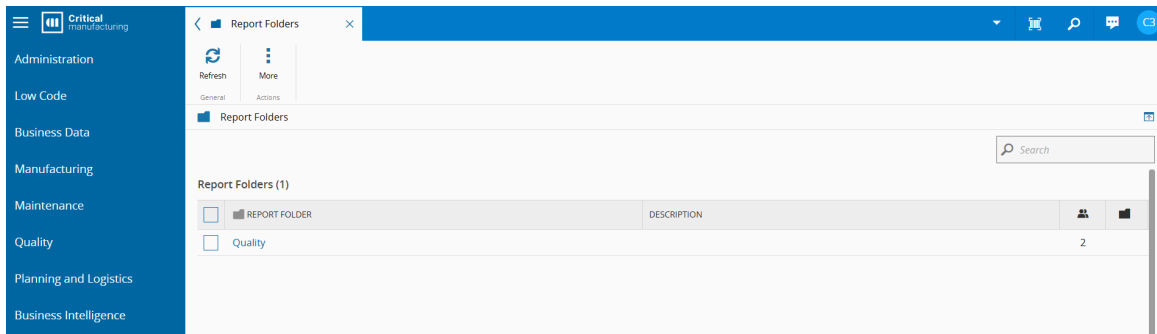 Critical
manufacturing
Report Folders
C3
Administration
Low Code
Business Data
Manufacturing
Maintenance
Quality
Planning and Logistics
Business Intelligence
Refresh
More
General
Actions
Report Folders
Search
Report Folders (1)
REPORT FOLDER DESCRIPTION
Quality 2